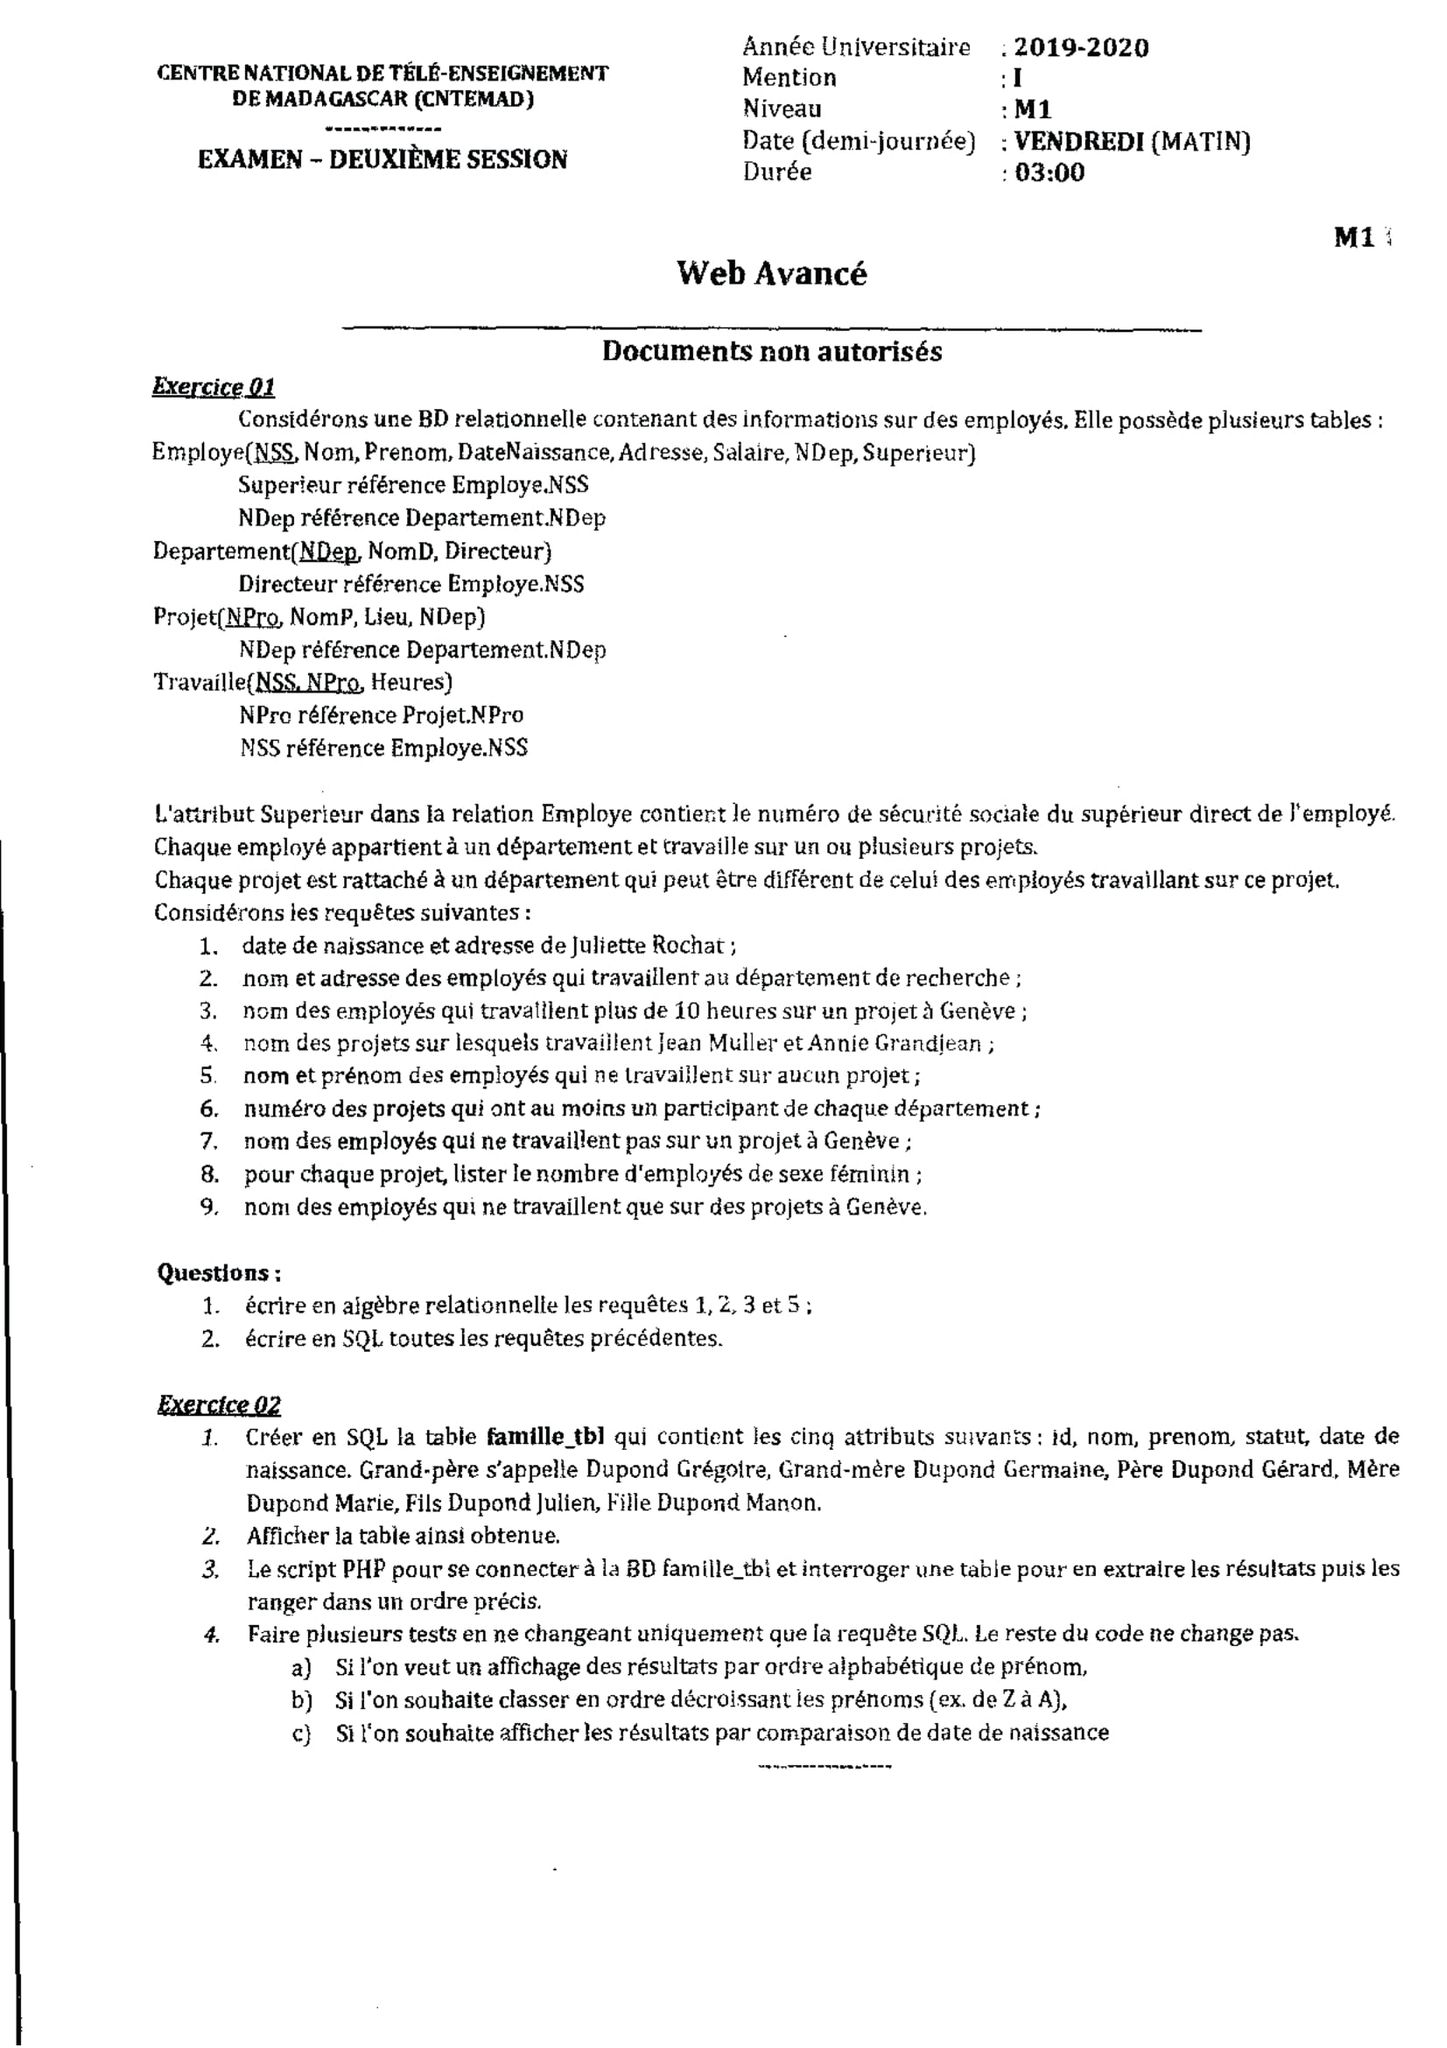 CENTRE NATIONAL DE TÉLÉ-ENSEIGNEMENT
DE MADAGASCAR (CNTEMAD)
--------------
EXAMEN – DEUXIÈME SESSION
Année Universitaire : 2019-2020
Mention : I
Niveau : M1
Date (demi-journée) : VENDREDI (MATIN)
Durée : 03:00
M1
Web Avancé
Documents non autorisés
Exercice 01
Considérons une BD relationnelle contenant des informations sur des employés. Elle possède plusieurs tables :
Employe(NSS, Nom, Prenom, DateNaissance, Adresse, Salaire, NDep, Superieur)
Superieur référence Employe.NSS
NDep référence Departement.NDep
Departement(NDep, NomD, Directeur)
Directeur référence Employe.NSS
Projet(NPro, NomP, Lieu, NDep)
NDep référence Departement.NDep
Travaille(NSS, NPro, Heures)
NPro référence Projet.NPro
NSS référence Employe.NSS
L'attribut Superieur dans la relation Employe contient le numéro de sécurité sociale du supérieur direct de l'employé.
Chaque employé appartient à un département et travaille sur un ou plusieurs projets.
Chaque projet est rattaché à un département qui peut être différent de celui des employés travaillant sur ce projet.
Considérons les requêtes suivantes :
1. date de naissance et adresse de Juliette Rochat ;
2. nom et adresse des employés qui travaillent au département de recherche ;
3. nom des employés qui travaillent plus de 10 heures sur un projet à Genève ;
4. nom des projets sur lesquels travaillent Jean Muller et Annie Grandjean ;
5. nom et prénom des employés qui ne travaillent sur aucun projet ;
6. numéro des projets qui ont au moins un participant de chaque département ;
7. nom des employés qui ne travaillent pas sur un projet à Genève ;
8. pour chaque projet, lister le nombre d'employés de sexe féminin ;
9. nom des employés qui ne travaillent que sur des projets à Genève.
Questions :
1. écrire en algèbre relationnelle les requêtes 1, 2, 3 et 5 ;
2. écrire en SQL toutes les requêtes précédentes.
Exercice 02
1. Créer en SQL la table famille_tbl qui contient les cinq attributs suivants : id, nom, prenom, statut, date de
naissance. Grand-père s'appelle Dupond Grégoire, Grand-mère Dupond Germaine, Père Dupond Gérard, Mère
Dupond Marie, Fils Dupond Julien, Fille Dupond Manon.
2. Afficher la table ainsi obtenue.
3. Le script PHP pour se connecter à la BD famille_tbl et interroger une table pour en extraire les résultats puis les
ranger dans un ordre précis.
4. Faire plusieurs tests en ne changeant uniquement que la requête SQL. Le reste du code ne change pas.
a) Si l'on veut un affichage des résultats par ordre alphabétique de prénom,
b) Si l'on souhaite classer en ordre décroissant les prénoms (ex. de Z à A),
c) Si l'on souhaite afficher les résultats par comparaison de date de naissance
-----------------